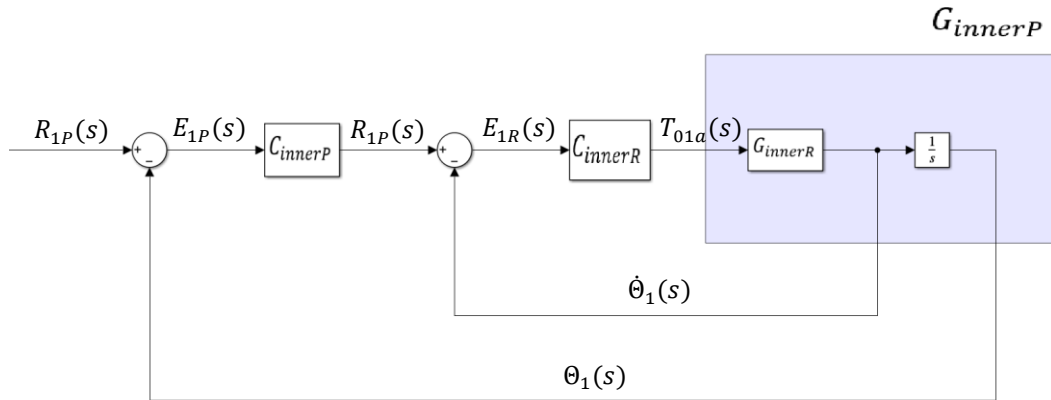 G_innerP
R_1P(s)
+
−
E_1P(s)
C_innerP
R_1P(s)
+
−
E_1R(s)
C_innerR
T_01a(s)
G_innerR
1/s
Θ̇_1(s)
Θ_1(s)